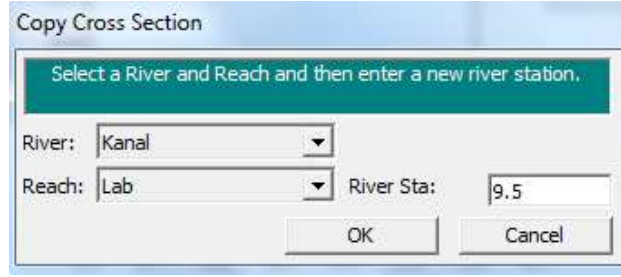 Copy Cross Section
Select a River and Reach and then enter a new river station.
River: Kanal
Reach: Lab River Sta: 9.5
OK Cancel